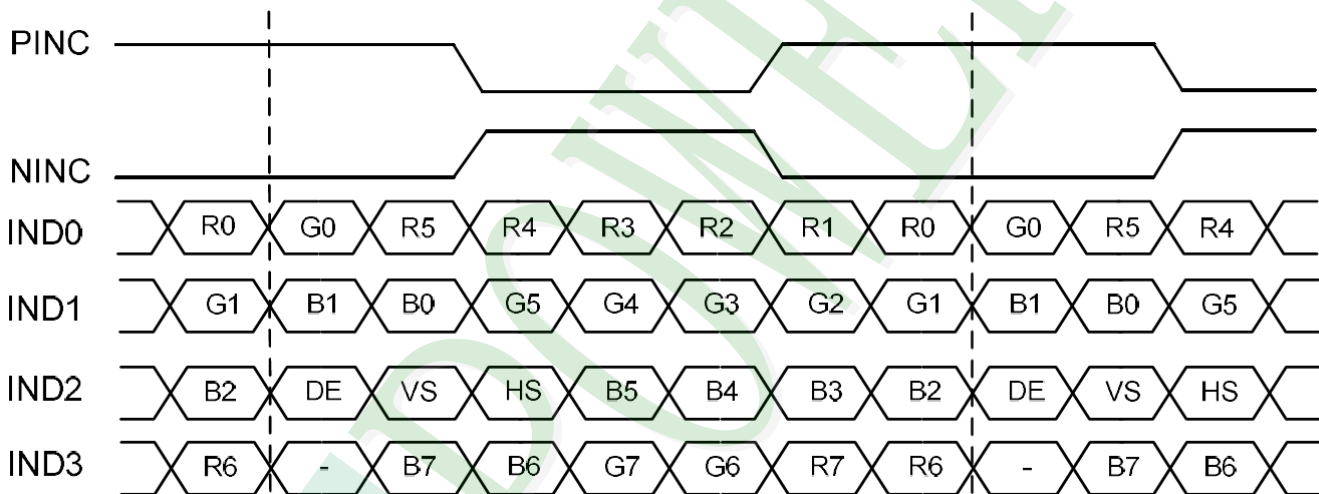 PINC
NINC
IND0 R0 G0 R5 R4 R3 R2 R1 R0 G0 R5 R4
IND1 G1 B1 B0 G5 G4 G3 G2 G1 B1 B0 G5
IND2 B2 DE VS HS B5 B4 B3 B2 DE VS HS
IND3 R6 - B7 B6 G7 G6 R7 R6 - B7 B6